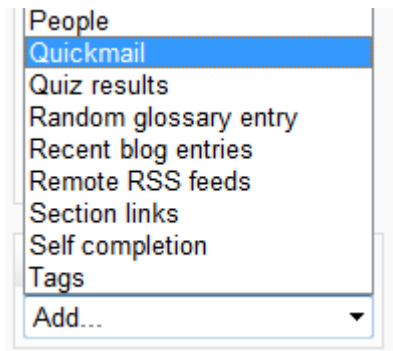 People
Quickmail
Quiz results
Random glossary entry
Recent blog entries
Remote RSS feeds
Section links
Self completion
Tags
Add...